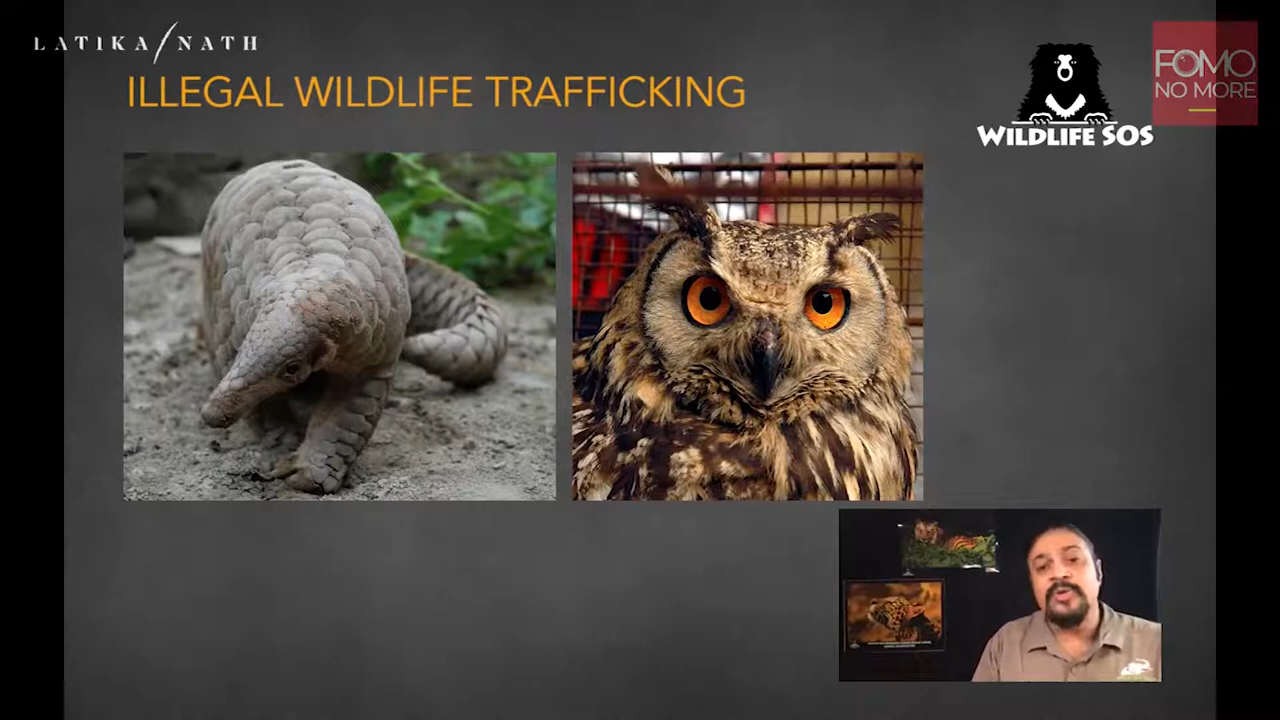 LATIKA/NATH
ILLEGAL WILDLIFE TRAFFICKING
WILDLIFE SOS
FOMO
NO MORE